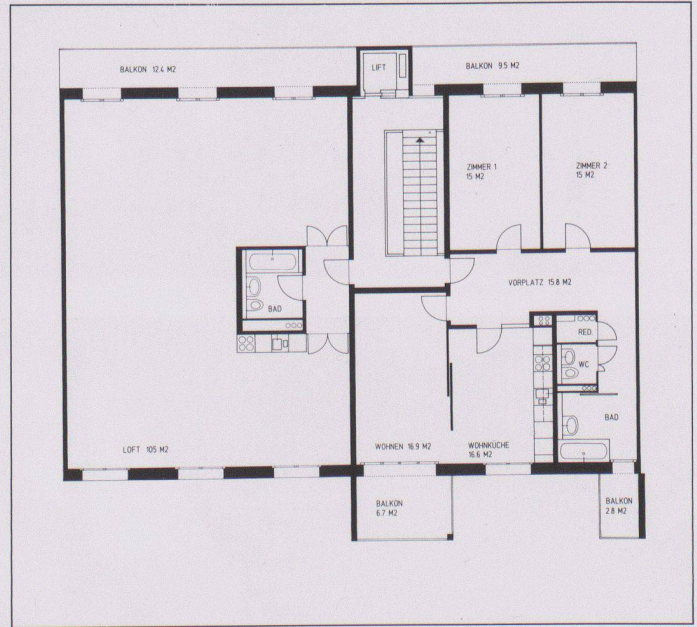 BALKON 12.4 M2
LIFT
BALKON 9.5 M2
ZIMMER 1
15 M2
ZIMMER 2
15 M2
VORPLATZ 15.8 M2
BAD
RED.
WC
BAD
LOFT 105 M2
WOHNEN 16.9 M2
WOHNKÜCHE
16.6 M2
BALKON
6.7 M2
BALKON
2.8 M2